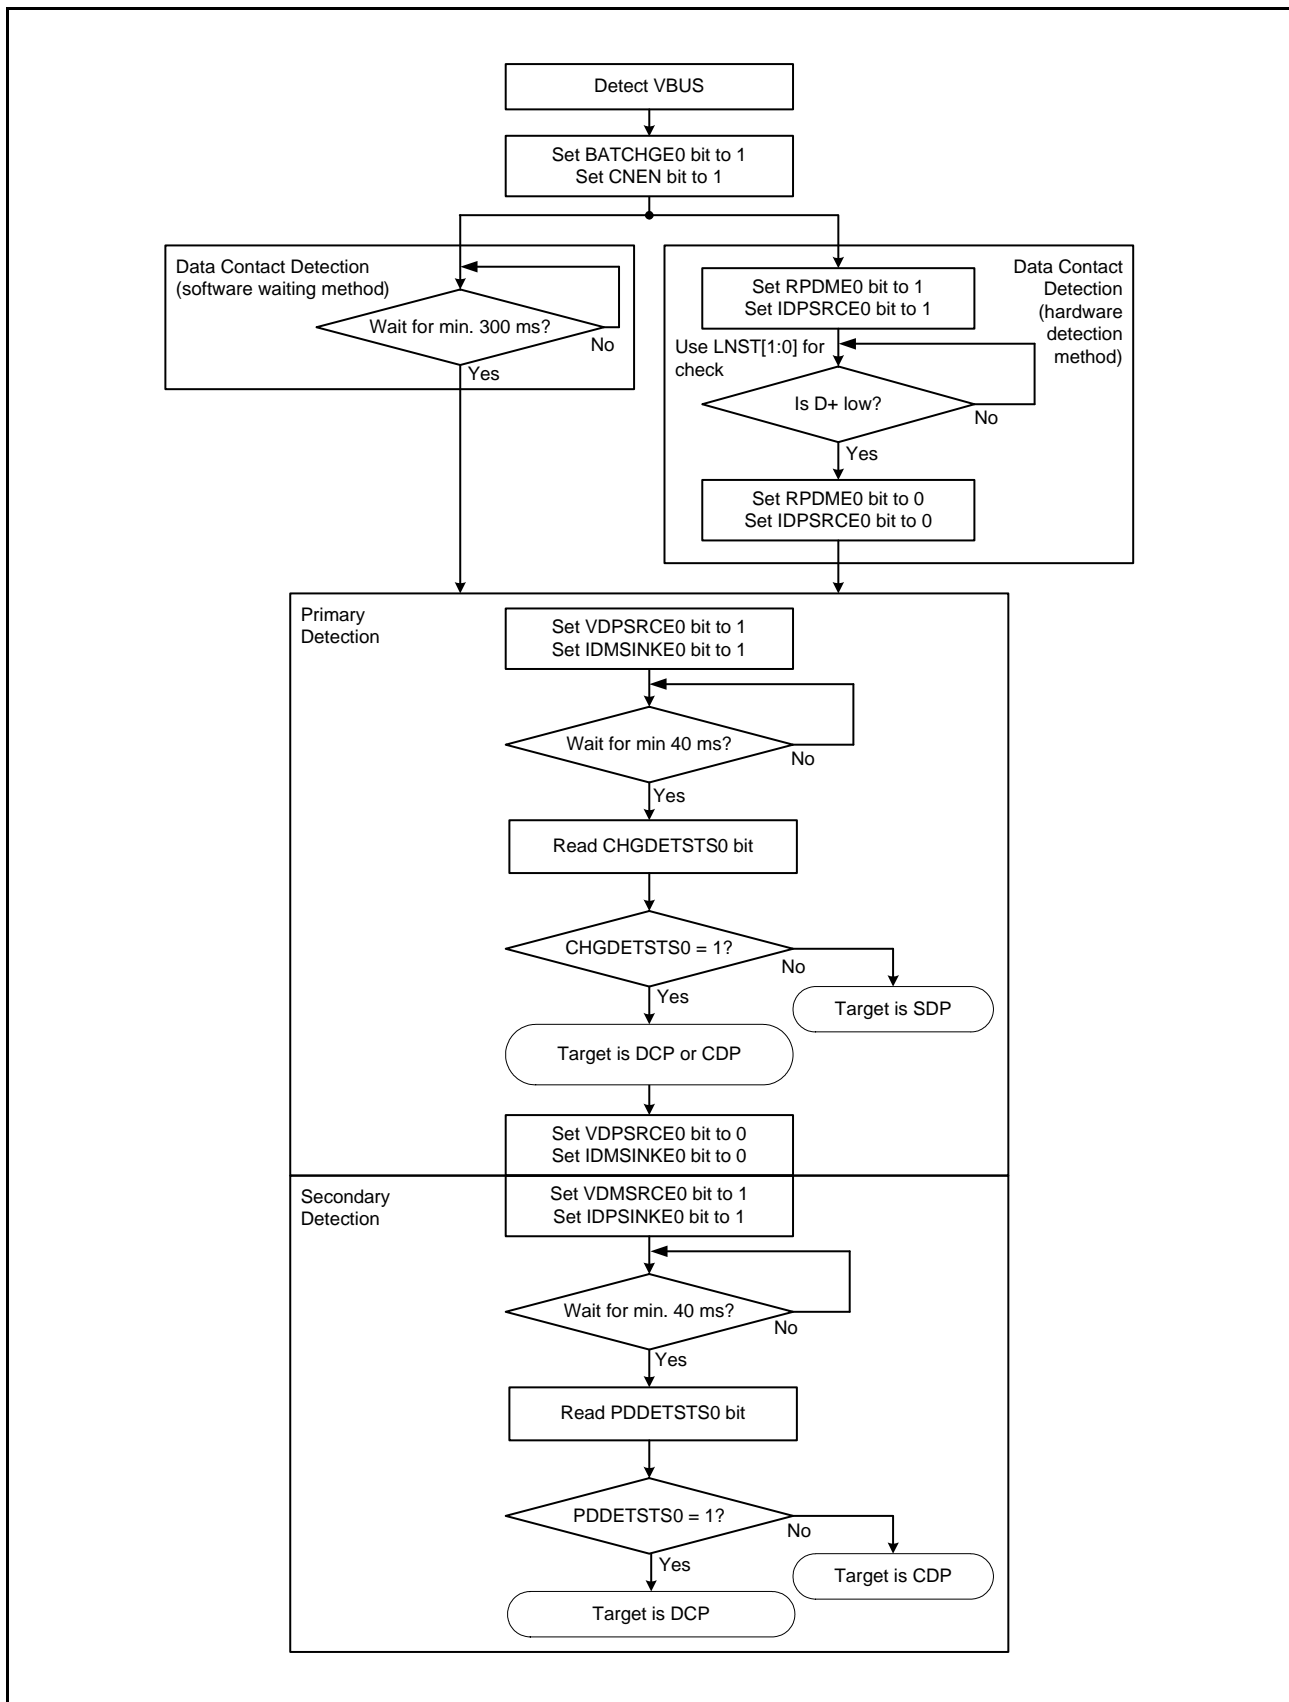 Detect VBUS
Set BATCHGE0 bit to 1
Set CNEN bit to 1
Data Contact Detection
(software waiting method)
Wait for min. 300 ms?
No
Yes
Data Contact
Detection
(hardware
detection
method)
Set RPDME0 bit to 1
Set IDPSRCE0 bit to 1
Use LNST[1:0] for
check
Is D+ low?
No
Yes
Set RPDME0 bit to 0
Set IDPSRCE0 bit to 0
Primary
Detection
Set VDPSRCE0 bit to 1
Set IDMSINKE0 bit to 1
Wait for min 40 ms?
No
Yes
Read CHGDETSTS0 bit
CHGDETSTS0 = 1?
No
Yes
Target is SDP
Target is DCP or CDP
Set VDPSRCE0 bit to 0
Set IDMSINKE0 bit to 0
Secondary
Detection
Set VDMSRCE0 bit to 1
Set IDPSINKE0 bit to 1
Wait for min. 40 ms?
No
Yes
Read PDDETSTS0 bit
PDDETSTS0 = 1?
No
Yes
Target is CDP
Target is DCP